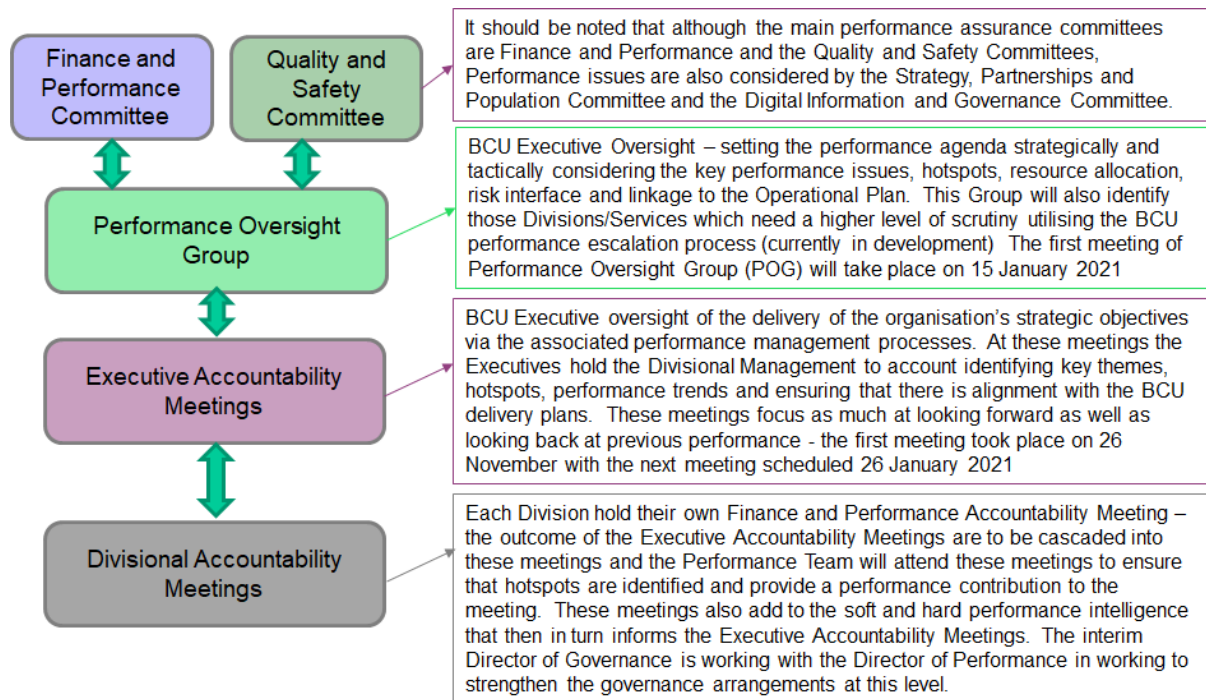 Finance and
Performance
Committee
Quality and
Safety
Committee
It should be noted that although the main performance assurance committees
are Finance and Performance and the Quality and Safety Committees,
Performance issues are also considered by the Strategy, Partnerships and
Population Committee and the Digital Information and Governance Committee.
Performance Oversight
Group
BCU Executive Oversight – setting the performance agenda strategically and
tactically considering the key performance issues, hotspots, resource allocation,
risk interface and linkage to the Operational Plan. This Group will also identify
those Divisions/Services which need a higher level of scrutiny utilising the BCU
performance escalation process (currently in development) The first meeting of
Performance Oversight Group (POG) will take place on 15 January 2021
Executive Accountability
Meetings
BCU Executive oversight of the delivery of the organisation's strategic objectives
via the associated performance management processes. At these meetings the
Executives hold the Divisional Management to account identifying key themes,
hotspots, performance trends and ensuring that there is alignment with the BCU
delivery plans. These meetings focus as much at looking forward as well as
looking back at previous performance - the first meeting took place on 26
November with the next meeting scheduled 26 January 2021
Divisional Accountability
Meetings
Each Division hold their own Finance and Performance Accountability Meeting –
the outcome of the Executive Accountability Meetings are to be cascaded into
these meetings and the Performance Team will attend these meetings to ensure
that hotspots are identified and provide a performance contribution to the
meeting. These meetings also add to the soft and hard performance intelligence
that then in turn informs the Executive Accountability Meetings. The interim
Director of Governance is working with the Director of Performance in working to
strengthen the governance arrangements at this level.